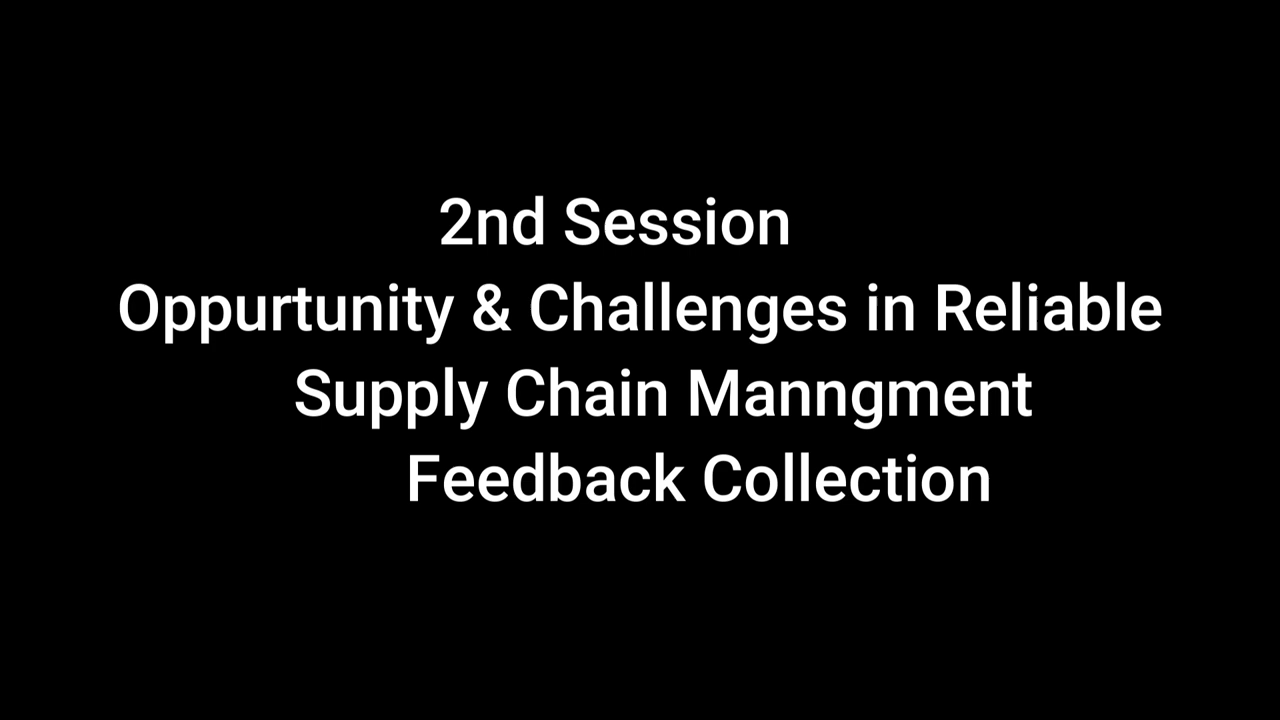 2nd Session
Oppurtunity & Challenges in Reliable
Supply Chain Manngment
Feedback Collection